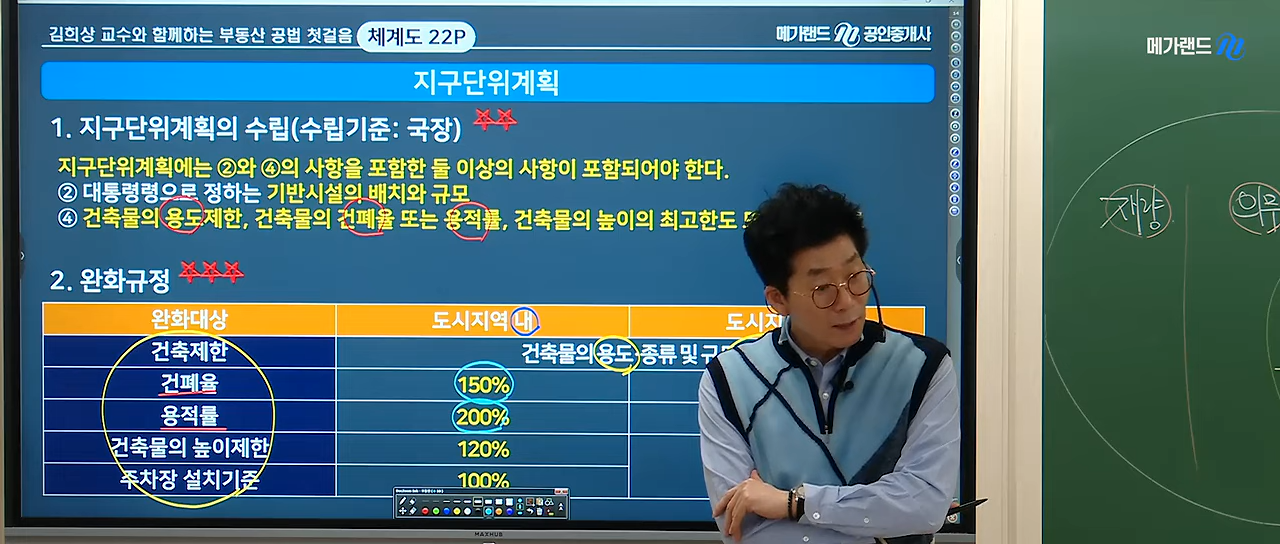 김희상 교수와 함께하는 부동산 공법 첫걸음 체계도 22P
메가랜드 공인중개사
메가랜드
지구단위계획
1. 지구단위계획의 수립(수립기준: 국장)
지구단위계획에는 ②와 ④의 사항을 포함한 둘 이상의 사항이 포함되어야 한다.
② 대통령령으로 정하는 기반시설의 배치와 규모
④ 건축물의 용도제한, 건축물의 건폐율 또는 용적률, 건축물의 높이의 최고한도
2. 완화규정
완화대상 도시지역 내 도시지
건축제한 건축물의 용도·종류 및 규모
건폐율 150%
용적률 200%
건축물의 높이제한 120%
주차장 설치기준 100%
MAXHUB
재량
의무